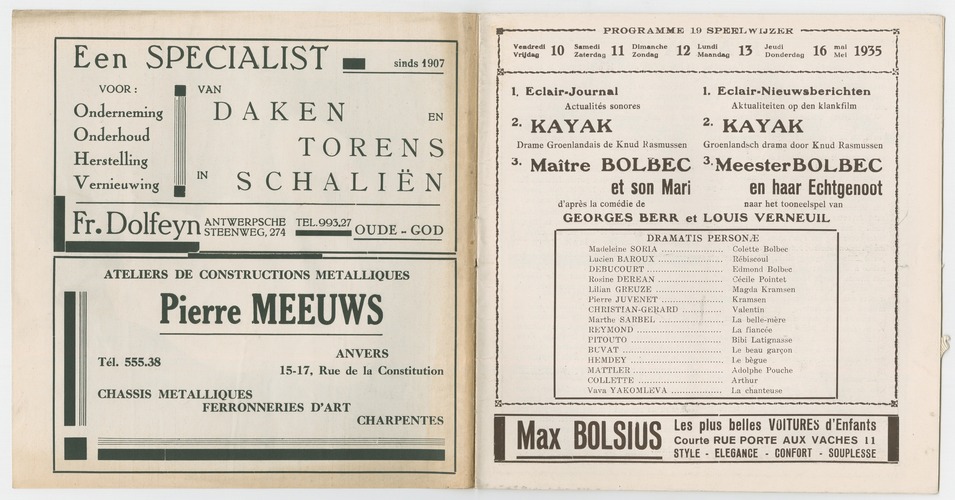 Een SPECIALIST sinds 1907
VOOR : VAN
Onderneming DAKEN EN
Onderhoud TORENS
Herstelling IN SCHALIËN
Vernieuwing
Fr. Dolfeyn ANTWERPSCHE STEENWEG, 274 TEL. 993,27 OUDE - GOD
ATELIERS DE CONSTRUCTIONS METALLIQUES
Pierre MEEUWS
Tél. 555.38 ANVERS
15-17, Rue de la Constitution
CHASSIS METALLIQUES
FERRONNERIES D'ART
CHARPENTES
PROGRAMME 19 SPEELWIJZER
Vendredi Vrijdag 10 Samedi Zaterdag 11 Dimanche Zondag 12 Lundi Maandag 13 Jeudi Donderdag 16 mai Mei 1935
1. Eclair-Journal
Actualités sonores
2. KAYAK
Drame Groenlandais de Knud Rasmussen
3. Maître BOLBEC
et son Mari
d'après la comédie de
1. Eclair-Nieuwsberichten
Aktualiteiten op den klankfilm
2. KAYAK
Groenlandsch drama door Knud Rasmussen
3. Meester BOLBEC
en haar Echtgenoot
naar het tooneelspel van
GEORGES BERR et LOUIS VERNEUIL
DRAMATIS PERSONÆ
Madeleine SORIA .................... Colette Bolbec
Lucien BAROUX .................... Rébiscoul
DEBUCOURT .................... Edmond Bolbec
Rosine DEREAN .................... Cécile Pointet
Lilian GREUZE .................... Magda Kramsen
Pierre JUVENET .................... Kramsen
CHRISTIAN-GERARD ............ Valentin
Marthe SARBEL .................... La belle-mère
REYMOND .................... La fiancée
PITOUTO .................... Bibi Latignasse
BUVAT .................... Le beau garçon
HEMDEY .................... Le bègue
MATTLER .................... Adolphe Pouche
COLLETTE .................... Arthur
Vava YAKOMLEVA .................... La chanteuse
Max BOLSIUS
Les plus belles VOITURES d'Enfants
Courte RUE PORTE AUX VACHES 11
STYLE - ELEGANCE - CONFORT - SOUPLESSE